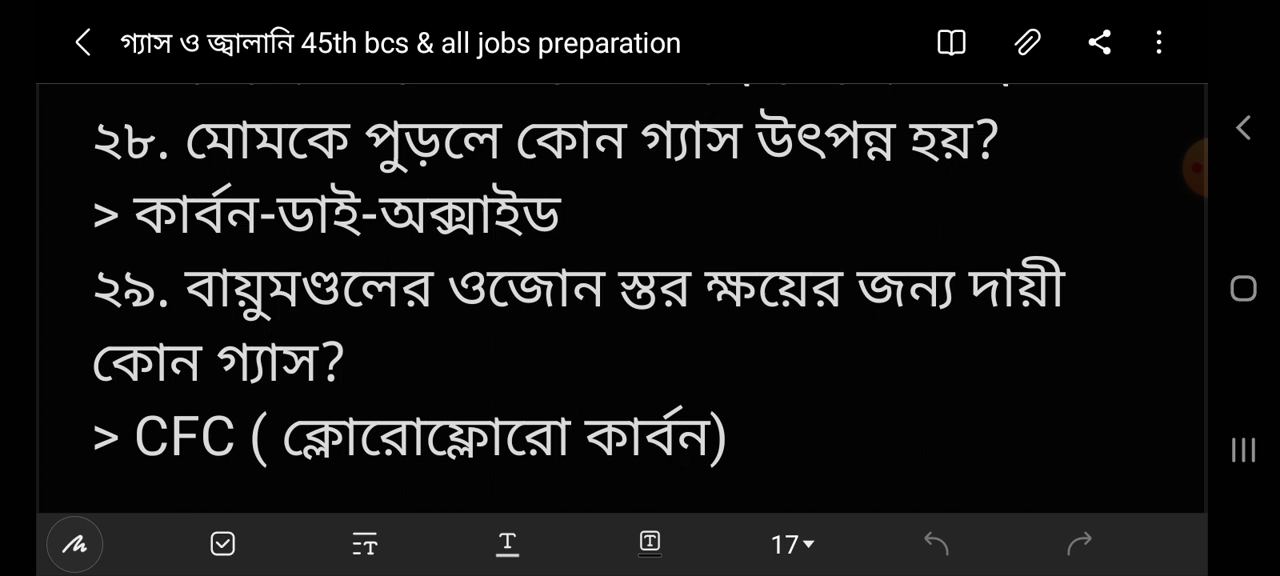 গ্যাস ও জ্বালানি 45th bcs & all jobs preparation
২৮. মোমকে পুড়লে কোন গ্যাস উৎপন্ন হয়?
> কার্বন-ডাই-অক্সাইড
২৯. বায়ুমণ্ডলের ওজোন স্তর ক্ষয়ের জন্য দায়ী
কোন গ্যাস?
> CFC ( ক্লোরোফ্লোরো কার্বন)
17